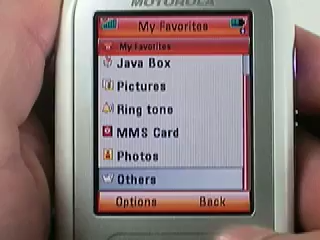 MOTOROLA
My Favorites
My Favorites
Java Box
Pictures
Ring tone
MMS Card
Photos
Others
Options Back